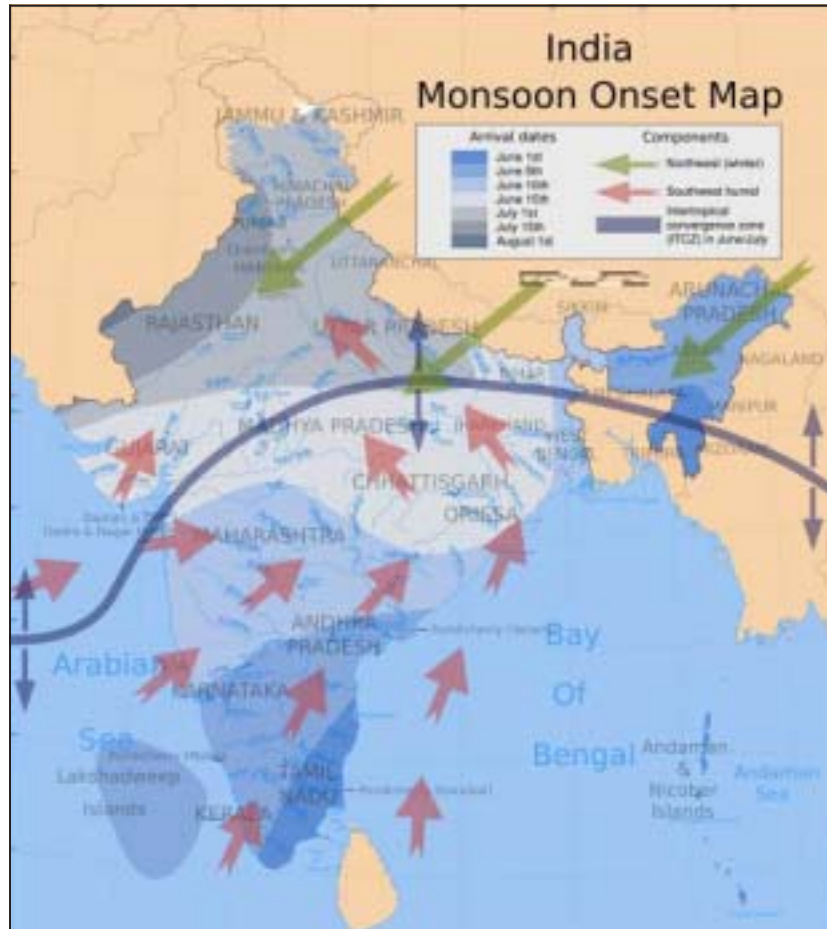 India
Monsoon Onset Map
Arrival dates
June 1st
June 5th
June 10th
June 15th
July 1st
July 15th
August 1st
Components
Northeast (winter)
Southwest humid
Intertropical
convergence zone
(ITCZ) in June-July
JAMMU & KASHMIR
HIMACHAL
PRADESH
UTTARANCHAL
RAJASTHAN
UTTAR PRADESH
SIKKIM
ARUNACHAL
PRADESH
NAGALAND
BIHAR
MANIPUR
GUJARAT
MADHYA PRADESH
JHARKHAND
WEST
BENGAL
MIZORAM
CHHATTISGARH
ORISSA
MAHARASHTRA
ANDHRA
PRADESH
KARNATAKA
Arabian
Sea
Bay
Of
Bengal
Lakshadweep
Islands
TAMIL
NADU
KERALA
Andaman
&
Nicobar
Islands
Andaman
Sea